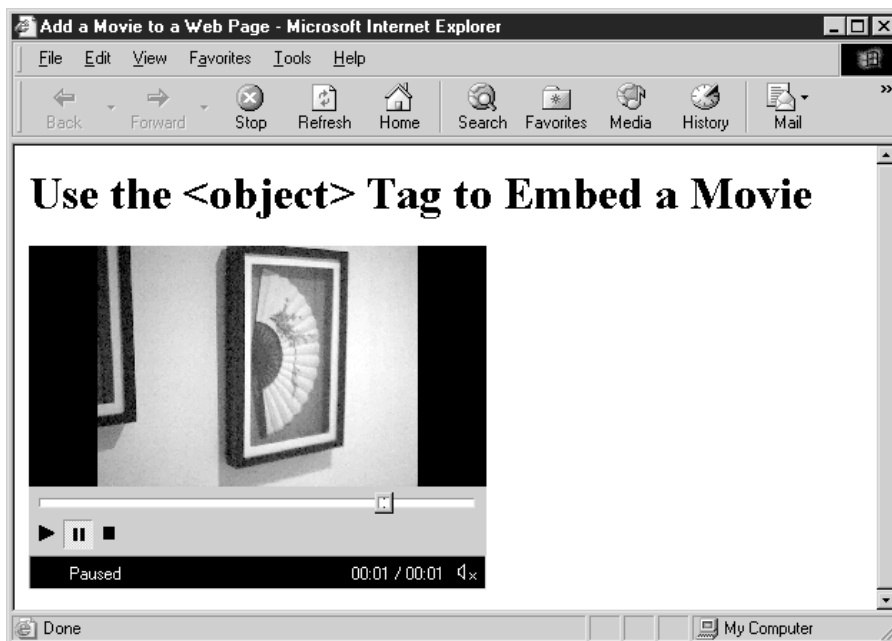 Add a Movie to a Web Page - Microsoft Internet Explorer
File Edit View Favorites Tools Help
Back Forward Stop Refresh Home Search Favorites Media History Mail »
Use the <object> Tag to Embed a Movie
Paused 00:01 / 00:01
Done My Computer